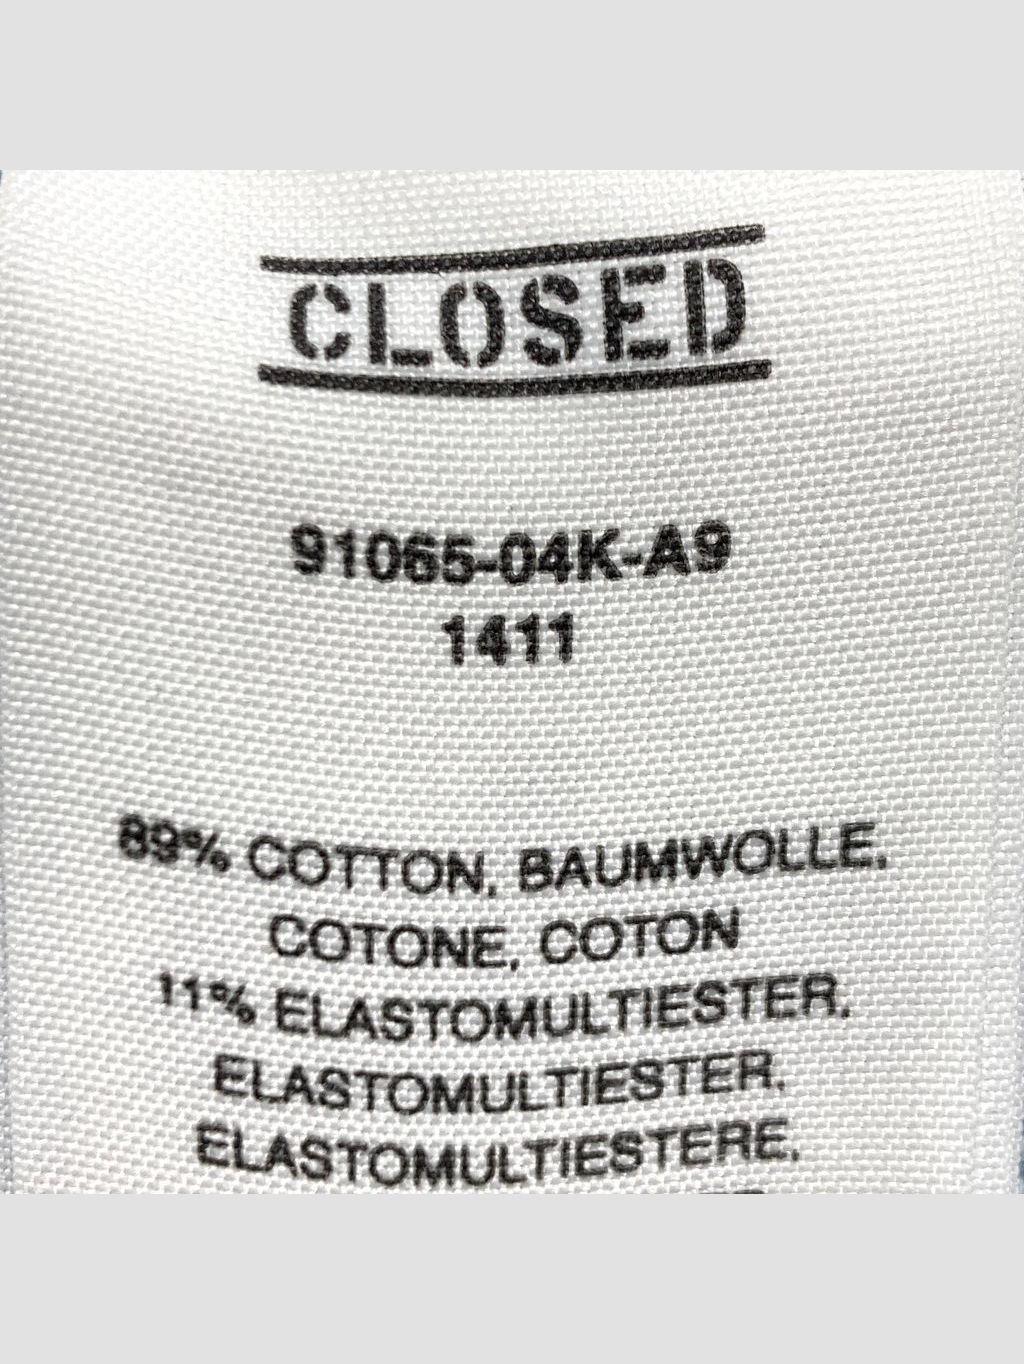 CLOSED
91065-04K-A9
1411
89% COTTON, BAUMWOLLE,
COTONE, COTON
11% ELASTOMULTIESTER,
ELASTOMULTIESTER,
ELASTOMULTIESTERE,